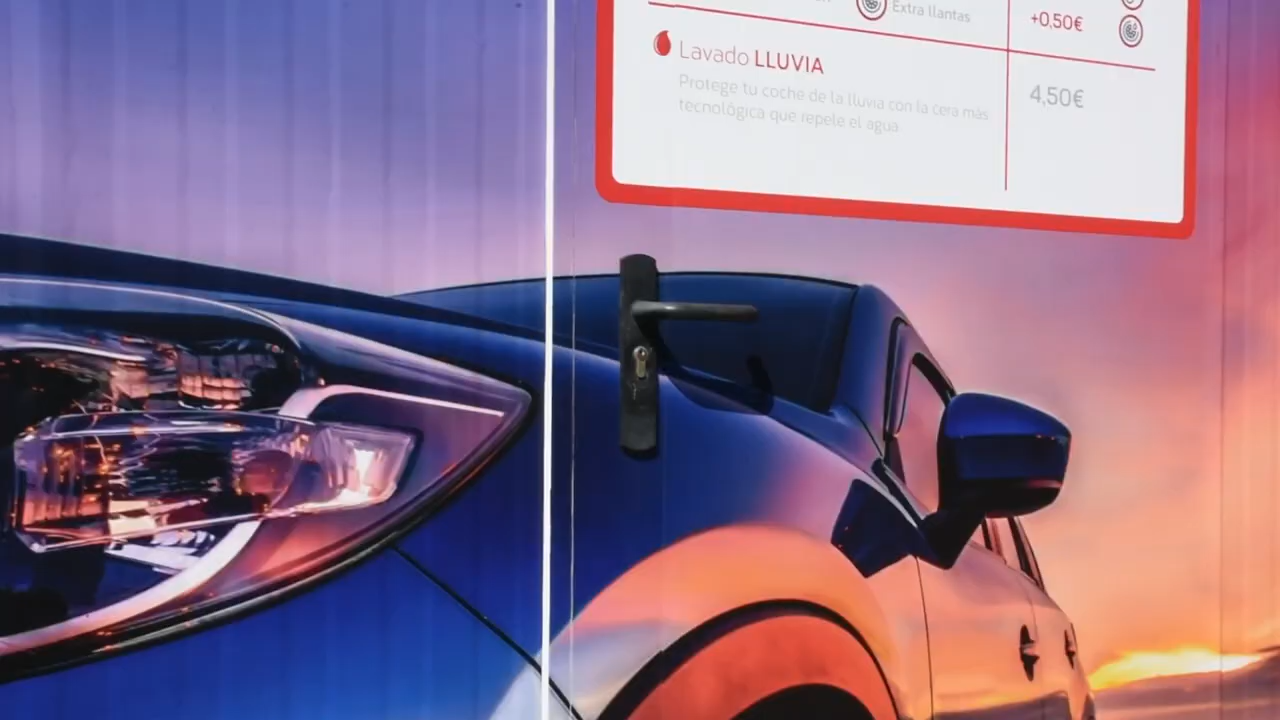 Extra llantas
+0,50€
Lavado LLUVIA
Protege tu coche de la lluvia con la cera más
tecnológica que repele el agua
4,50€